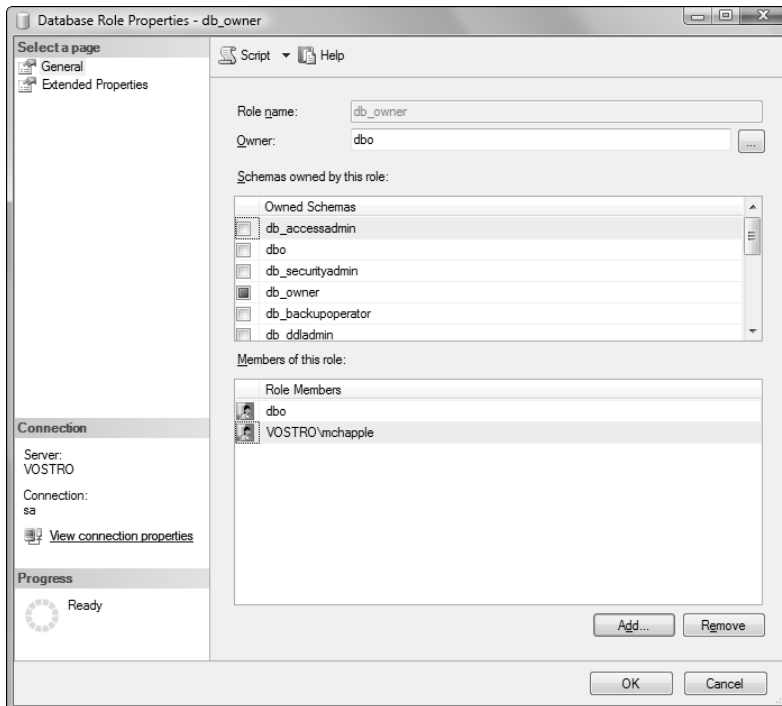 Database Role Properties - db_owner
Select a page
General
Extended Properties
Script
Help
Role name:
db_owner
Owner:
dbo
...
Schemas owned by this role:
Owned Schemas
db_accessadmin
dbo
db_securityadmin
db_owner
db_backupoperator
db_ddladmin
Members of this role:
Role Members
dbo
VOSTRO\mchapple
Connection
Server:
VOSTRO
Connection:
sa
View connection properties
Progress
Ready
Add...
Remove
OK
Cancel